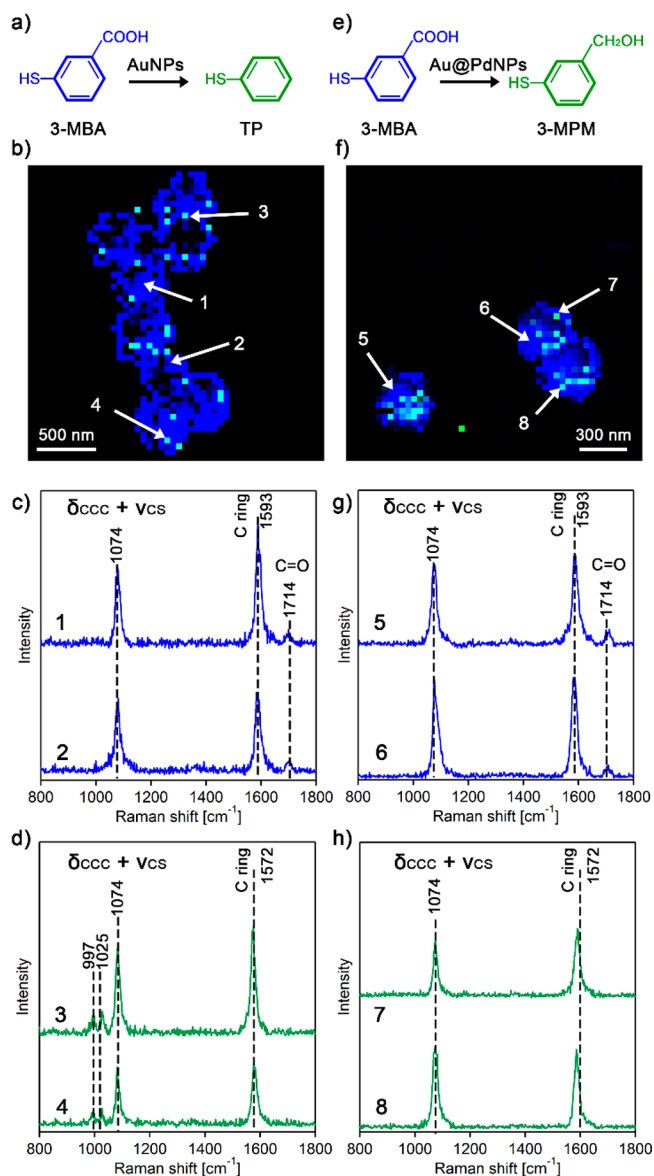 a)
COOH
HS
AuNPs
HS
3-MBA
TP
e)
COOH
HS
Au@PdNPs
CH2OH
HS
3-MBA
3-MPM
b)
3
1
2
4
500 nm
f)
7
6
5
8
300 nm
c)
δCCC + νCS
1074
C ring
1593
C=O
1714
1
2
Intensity
800 1000 1200 1400 1600 1800
Raman shift [cm-1]
g)
δCCC + νCS
1074
C ring
1593
C=O
1714
5
6
Intensity
800 1000 1200 1400 1600 1800
Raman shift [cm-1]
d)
δCCC + νCS
997
1025
1074
C ring
1572
3
4
Intensity
800 1000 1200 1400 1600 1800
Raman shift [cm-1]
h)
δCCC + νCS
1074
C ring
1572
7
8
Intensity
800 1000 1200 1400 1600 1800
Raman shift [cm-1]